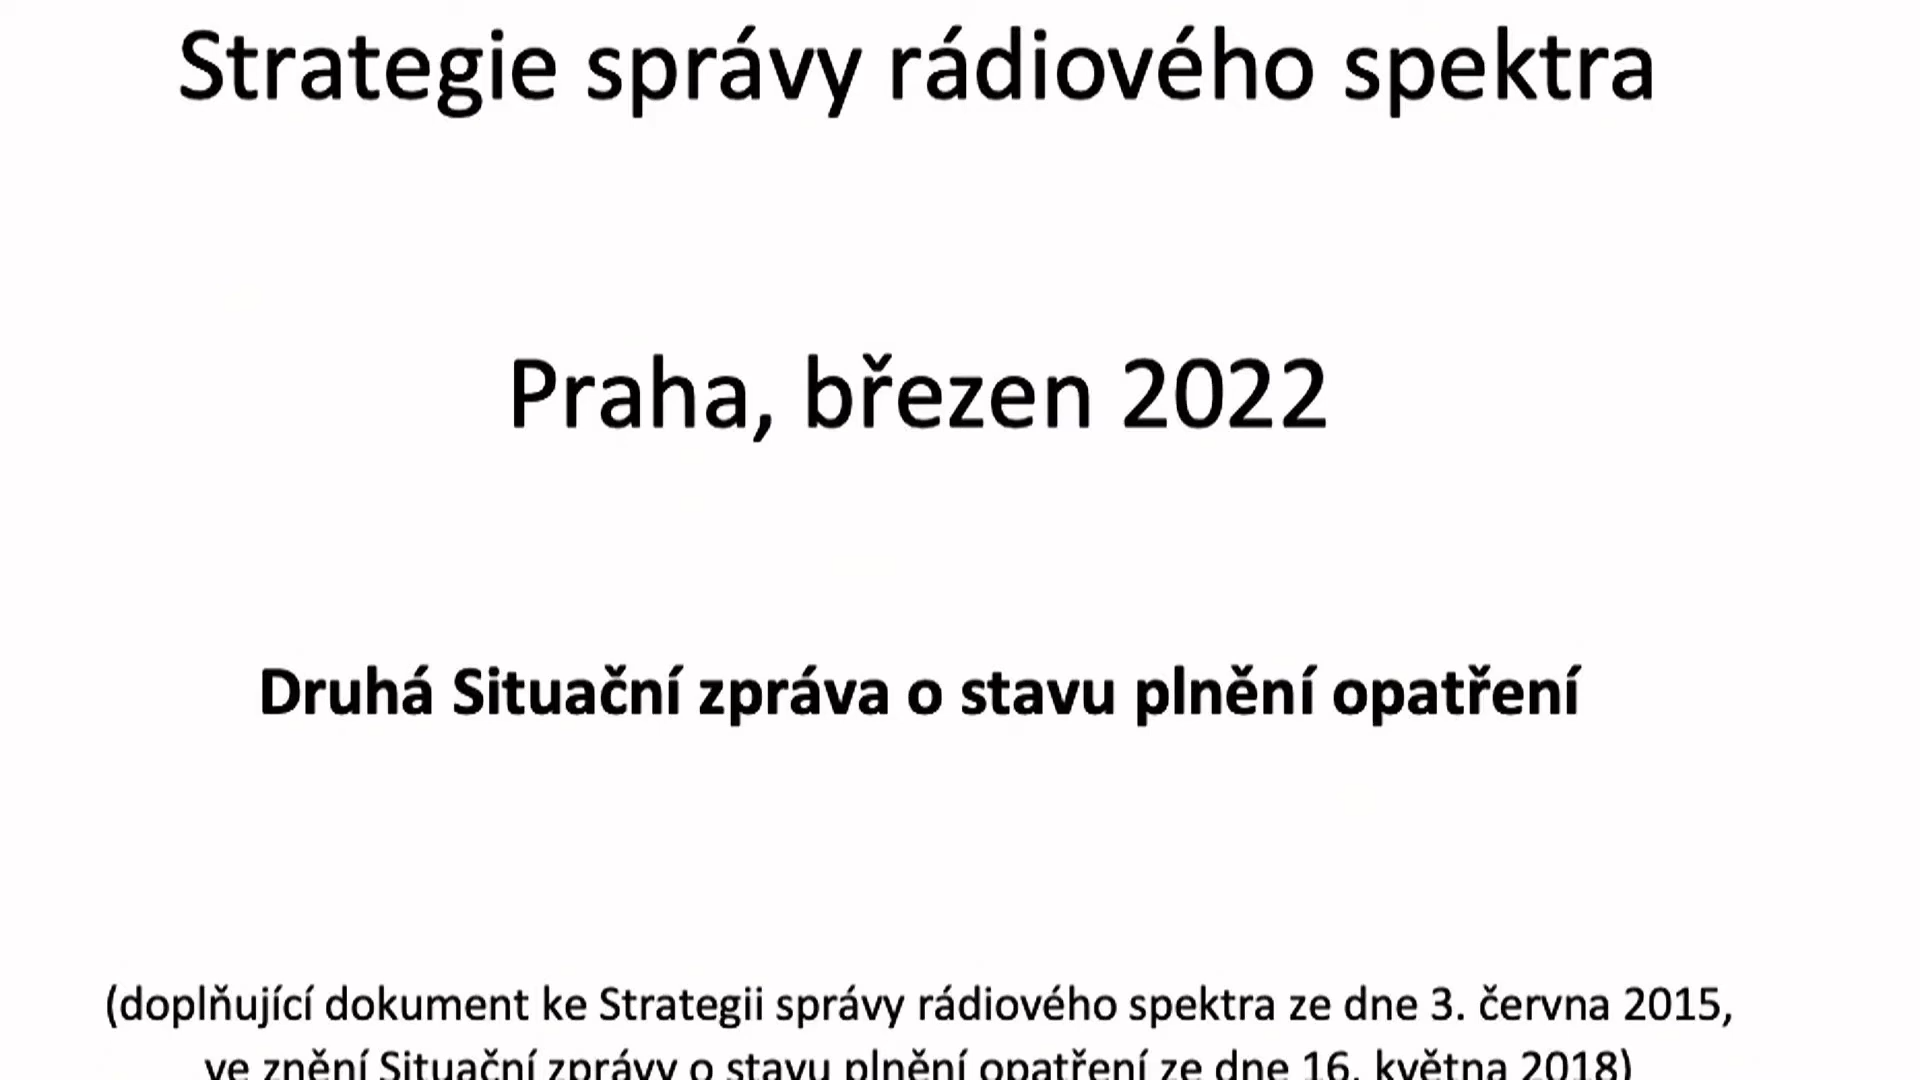 Strategie správy rádiového spektra
Praha, březen 2022
Druhá Situační zpráva o stavu plnění opatření
(doplňující dokument ke Strategii správy rádiového spektra ze dne 3. června 2015,
ve znění Situační zprávy o stavu plnění opatření ze dne 16. května 2018)